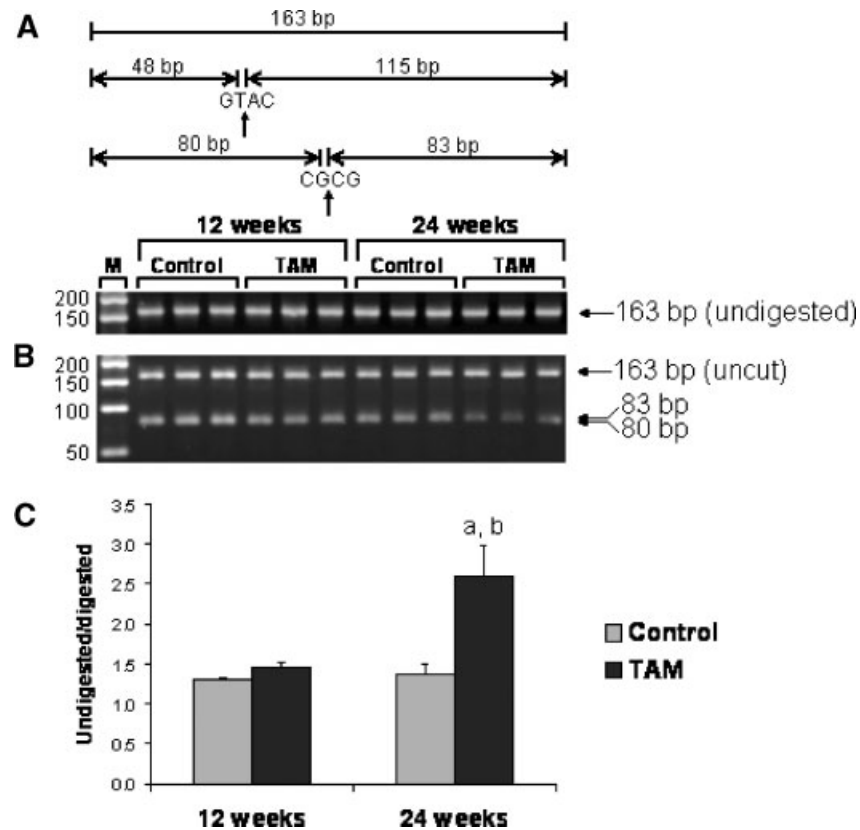 A
163 bp
48 bp 115 bp
GTAC
80 bp 83 bp
CGCG
12 weeks 24 weeks
M Control TAM Control TAM
200
150
163 bp (undigested)
B
200
150
100
50
163 bp (uncut)
83 bp
80 bp
C
Undigested/digested
3.5
3.0
2.5
2.0
1.5
1.0
0.5
0.0
a, b
12 weeks 24 weeks
Control
TAM